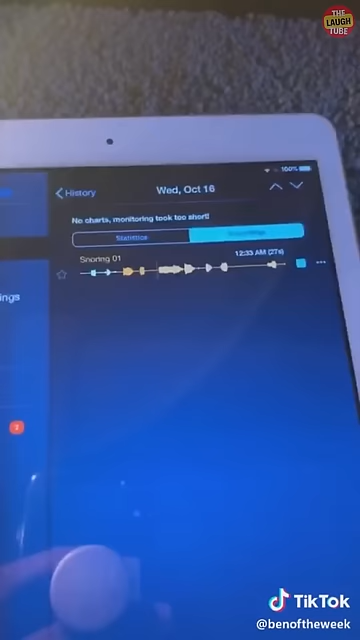 THE
LAUGH
TUBE
100%
History
Wed, Oct 16
No charts, monitoring took too short!
Statistics
Recordings
Snoring 01
12:33 AM (27s)
ings
TikTok
@benoftheweek